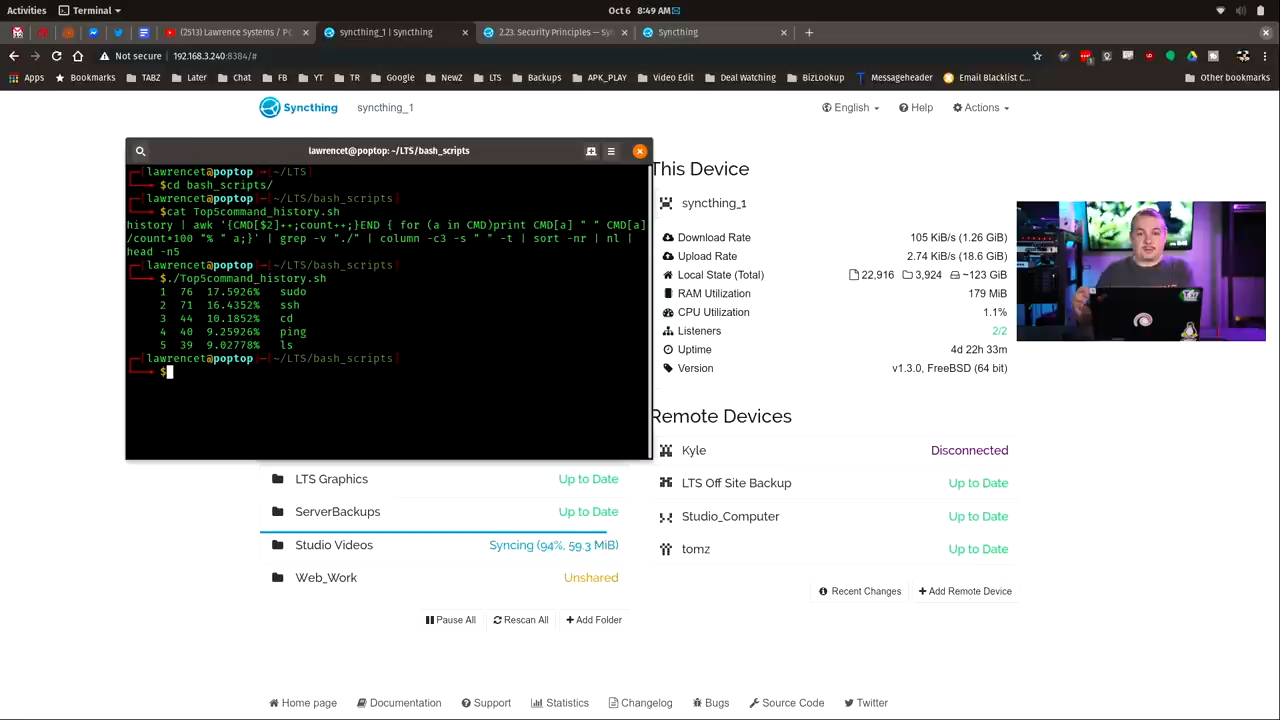 Activities
Terminal
Oct 6 8:49 AM
(2513) Lawrence Systems / PC
syncthing_1 | Syncthing
2.23. Security Principles — Syn
Syncthing
Not secure
192.168.3.240:8384/#
Apps
Bookmarks
TABZ
Later
Chat
FB
YT
TR
Google
NewZ
LTS
Backups
APK_PLAY
Video Edit
Deal Watching
BizLookup
Messageheader
Email Blacklist C...
Other bookmarks
Syncthing
syncthing_1
English
Help
Actions
lawrencet@poptop: ~/LTS/bash_scripts
[lawrencet@poptop]-[~/LTS]
$cd bash_scripts/
[lawrencet@poptop]-[~/LTS/bash_scripts]
$cat Top5command_history.sh
history | awk '{CMD[$2]++;count++;}END { for (a in CMD)print CMD[a] " " CMD[a]
/count*100 "% " a;}' | grep -v "./" | column -c3 -s " " -t | sort -nr | nl |
head -n5
[lawrencet@poptop]-[~/LTS/bash_scripts]
$./Top5command_history.sh
1 76 17.5926% sudo
2 71 16.4352% ssh
3 44 10.1852% cd
4 40 9.25926% ping
5 39 9.02778% ls
[lawrencet@poptop]-[~/LTS/bash_scripts]
$
LTS Graphics Up to Date
ServerBackups Up to Date
Studio Videos Syncing (94%, 59.3 MiB)
Web_Work Unshared
Pause All
Rescan All
Add Folder
This Device
syncthing_1
Download Rate 105 KiB/s (1.26 GiB)
Upload Rate 2.74 KiB/s (18.6 GiB)
Local State (Total) 22,916 3,924 ~123 GiB
RAM Utilization 179 MiB
CPU Utilization 1.1%
Listeners 2/2
Uptime 4d 22h 33m
Version v1.3.0, FreeBSD (64 bit)
Remote Devices
Kyle Disconnected
LTS Off Site Backup Up to Date
Studio_Computer Up to Date
tomz Up to Date
Recent Changes
Add Remote Device
Home page
Documentation
Support
Statistics
Changelog
Bugs
Source Code
Twitter